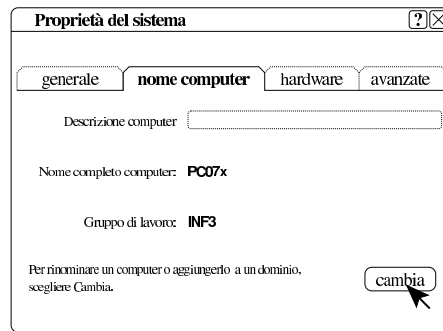 Proprietà del sistema
?
generale nome computer hardware avanzate
Descrizione computer
Nome completo computer: PC07x
Gruppo di lavoro: INF3
Per rinominare un computer o aggiungerlo a un dominio,
scegliere Cambia.
cambia